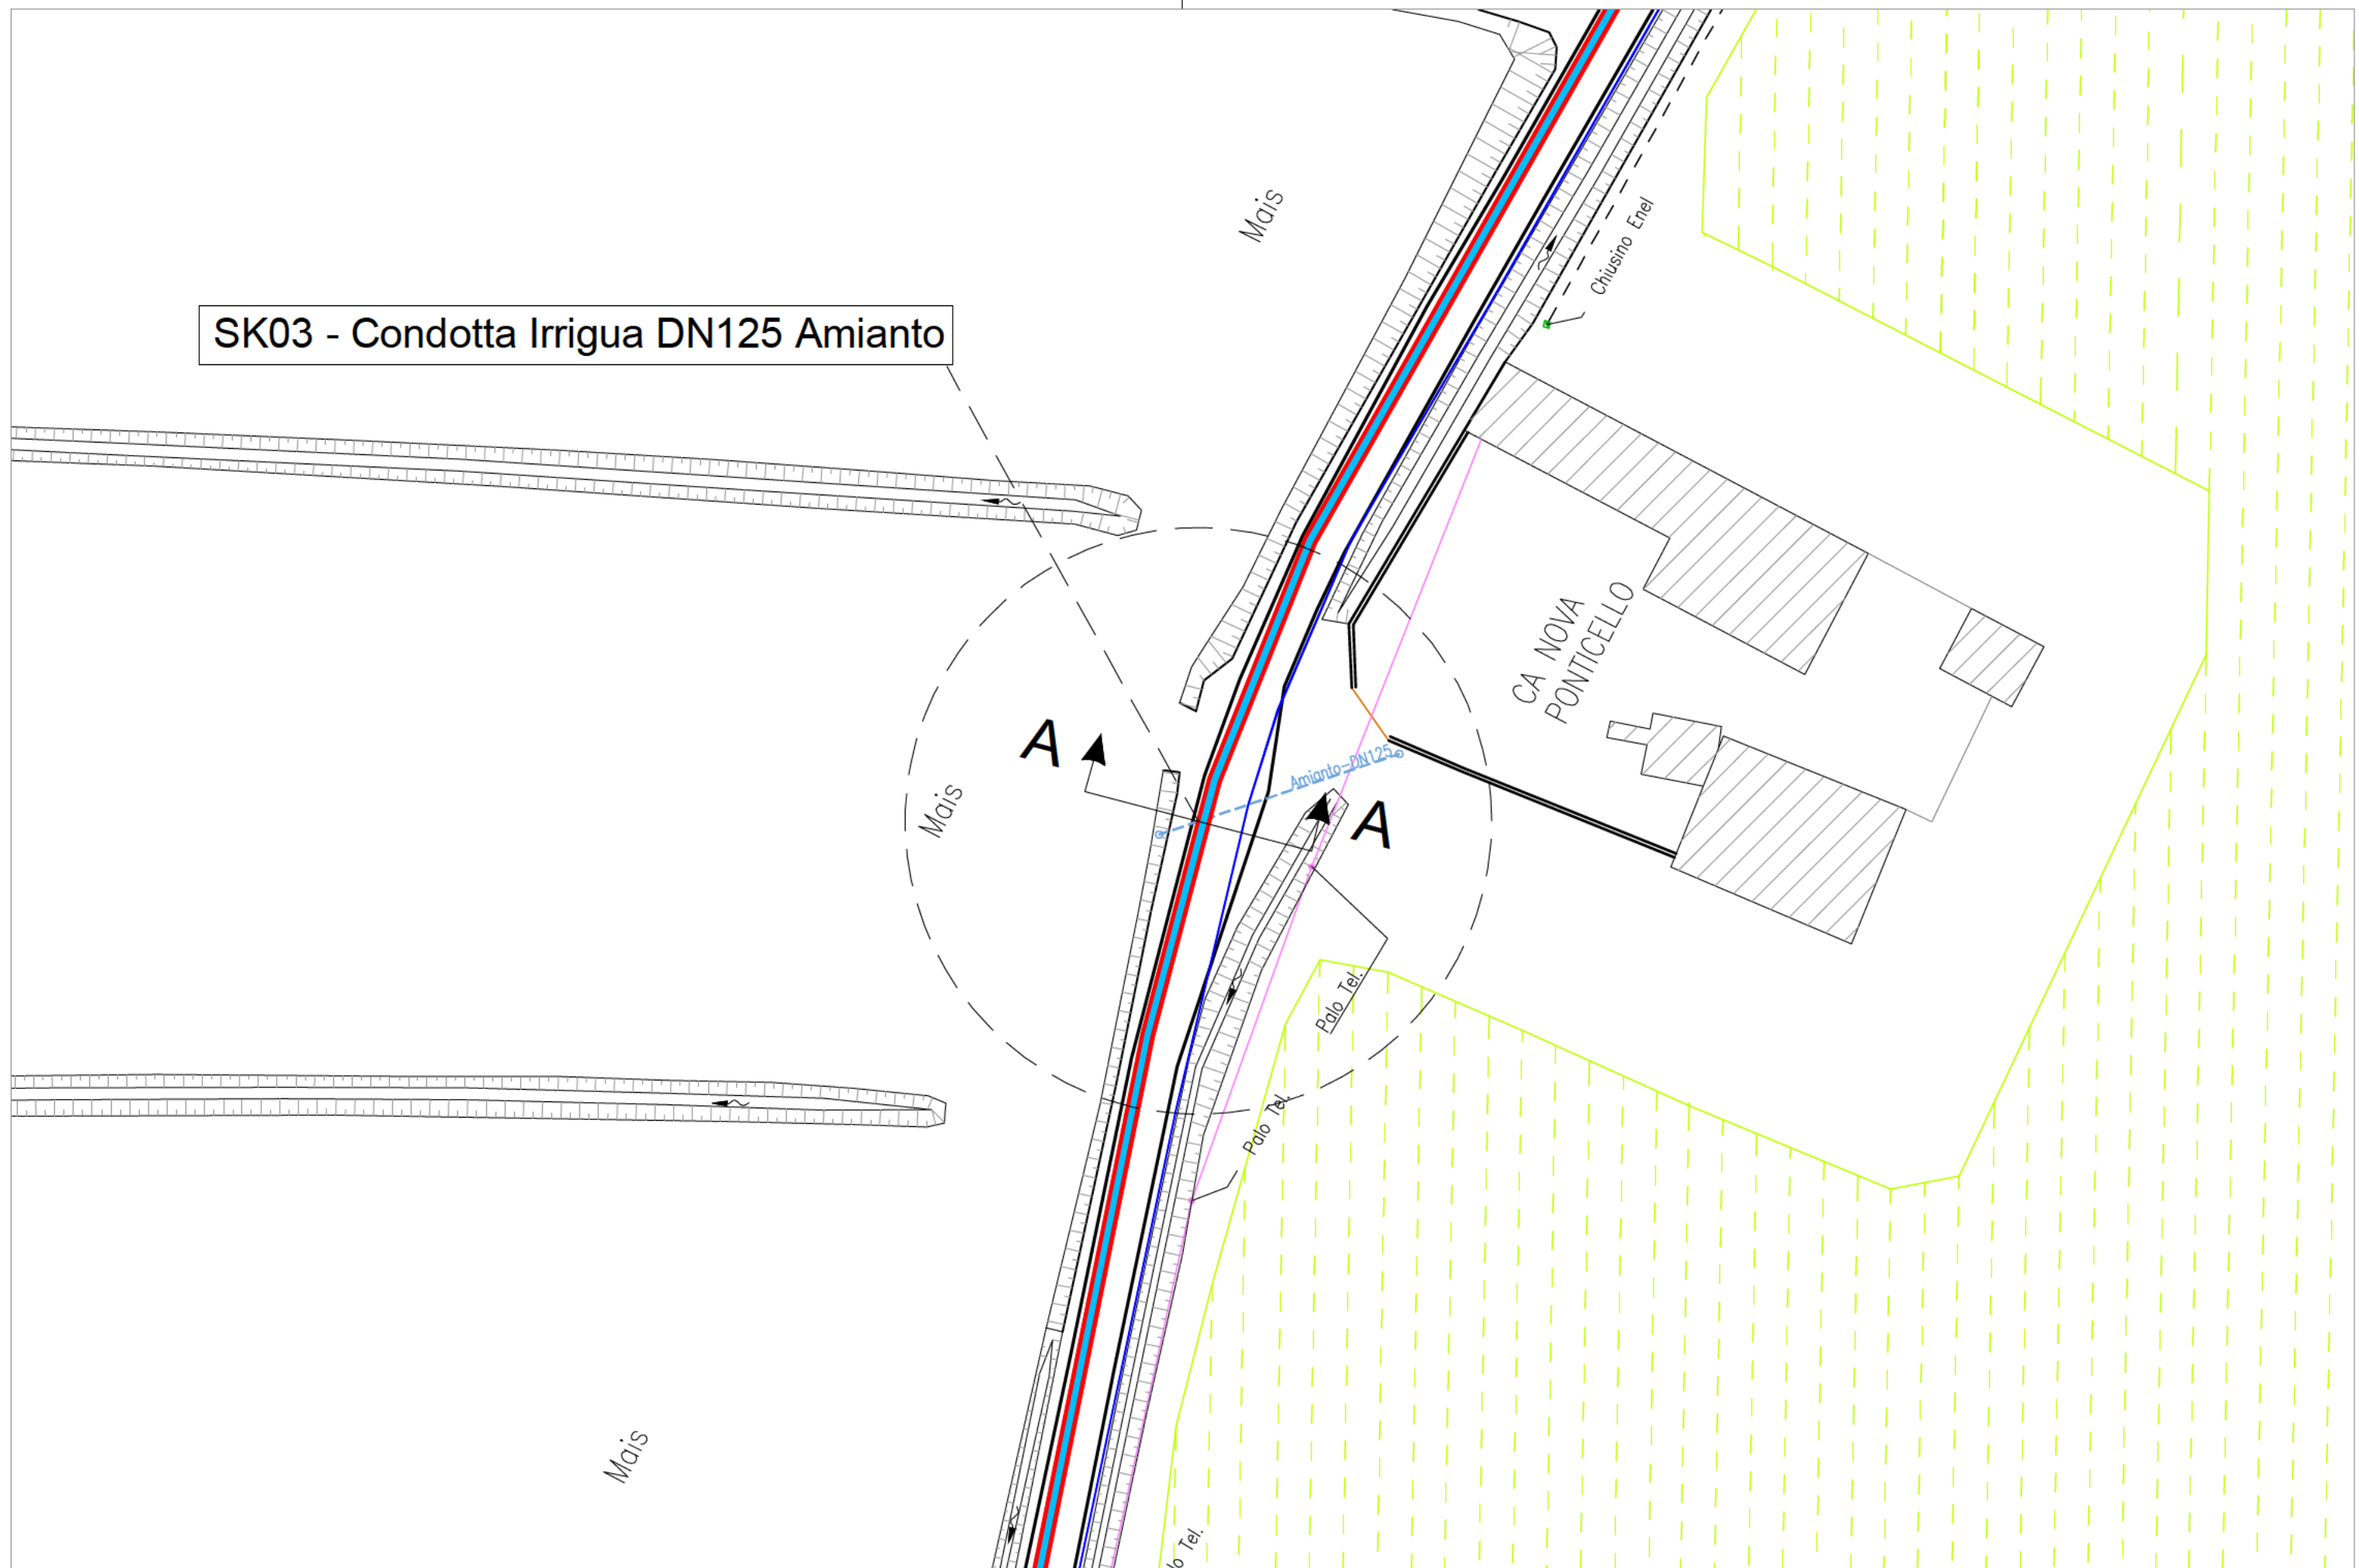 Mais
Chiusino Enel
SK03 - Condotta Irrigua DN125 Amianto
CA NOVA
PONTICELLO
A
Amianto-DN125
Mais
A
Palo Tel.
Palo Tel.
Mais
Tel.